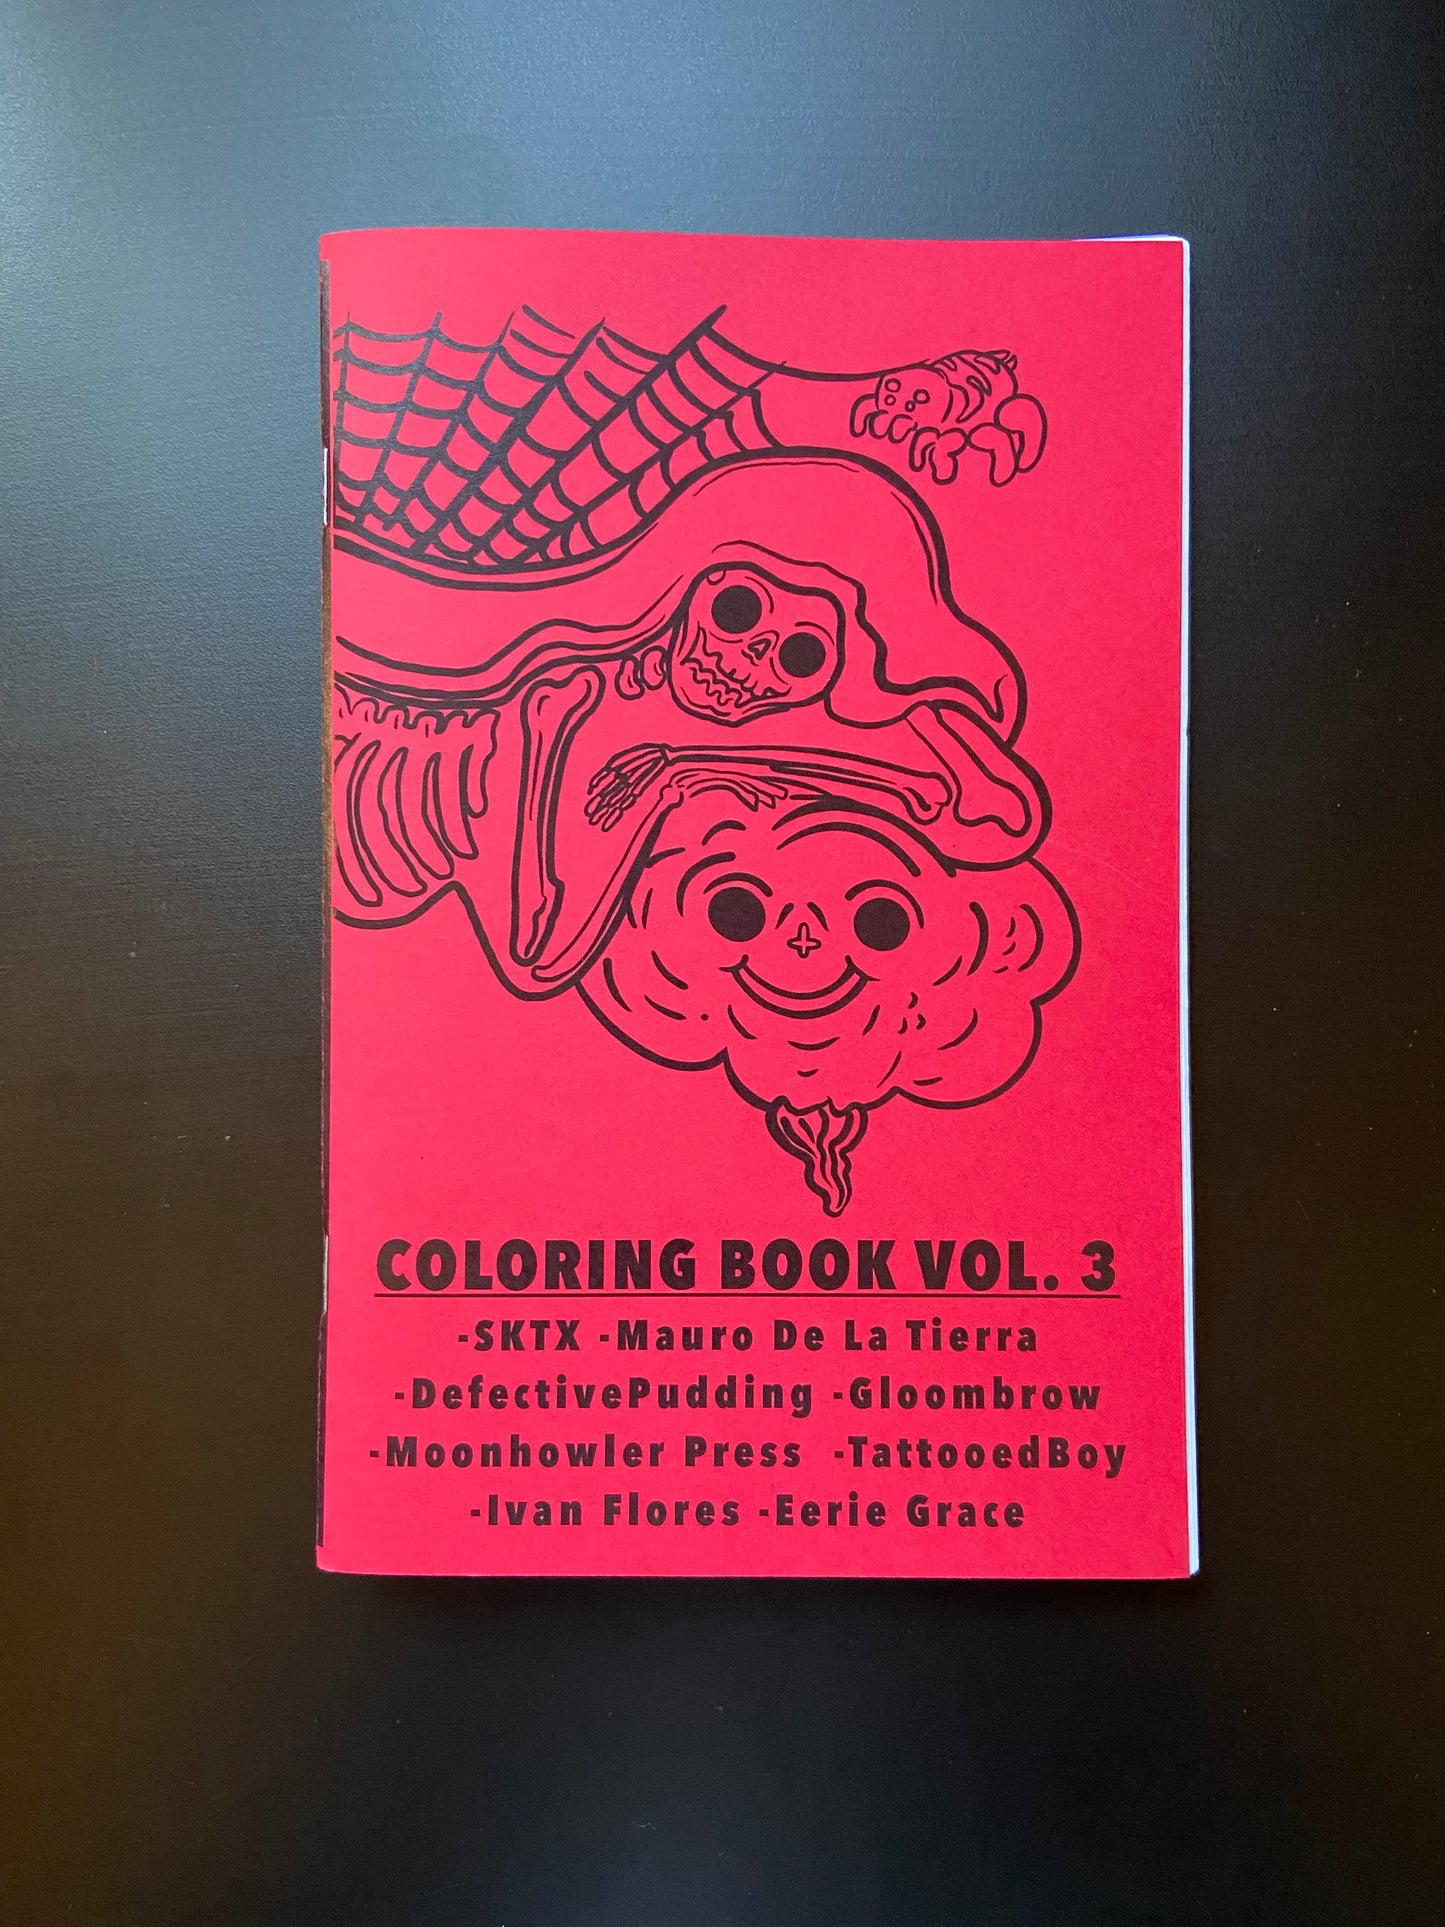 COLORING BOOK VOL. 3
-SKTX -Mauro De La Tierra
-DefectivePudding -Gloombrow
-Moonhowler Press -TattooedBoy
-Ivan Flores -Eerie Grace